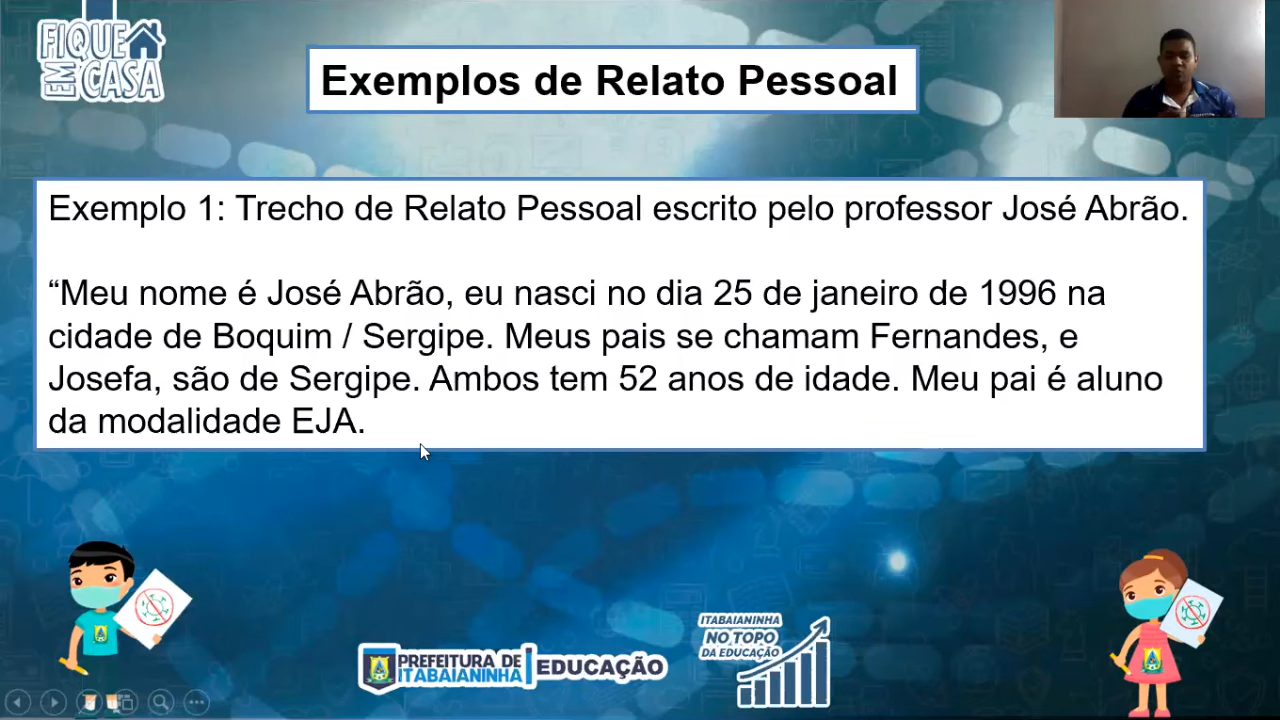 FIQUE
EM
CASA
Exemplos de Relato Pessoal
Exemplo 1: Trecho de Relato Pessoal escrito pelo professor José Abrão.
“Meu nome é José Abrão, eu nasci no dia 25 de janeiro de 1996 na
cidade de Boquim / Sergipe. Meus pais se chamam Fernandes, e
Josefa, são de Sergipe. Ambos tem 52 anos de idade. Meu pai é aluno
da modalidade EJA.
PREFEITURA DE
ITABAIANINHA
EDUCAÇÃO
ITABAIANINHA
NO TOPO
DA EDUCAÇÃO